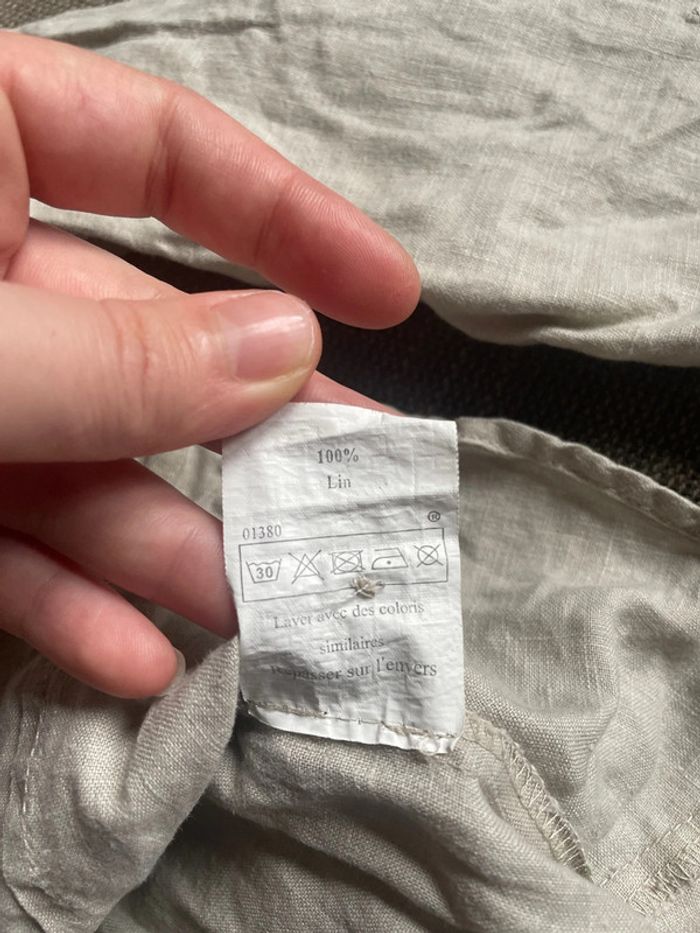 100%
Lin
®
01380
30
Laver avec des coloris
similaires
Repasser sur l'envers